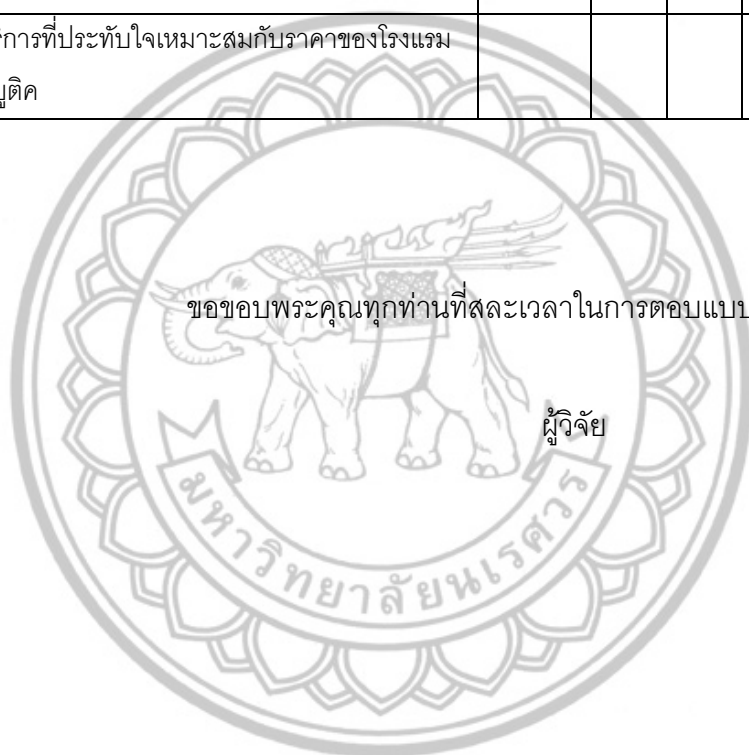 การที่ประทับใจเหมาะสมกับราคาของโรงแรม
ขอขอบพระคุณทุกท่านที่สละเวลาในการตอบแบบ
ผู้วิจัย
มหาวิทยาลัยนเรศวร